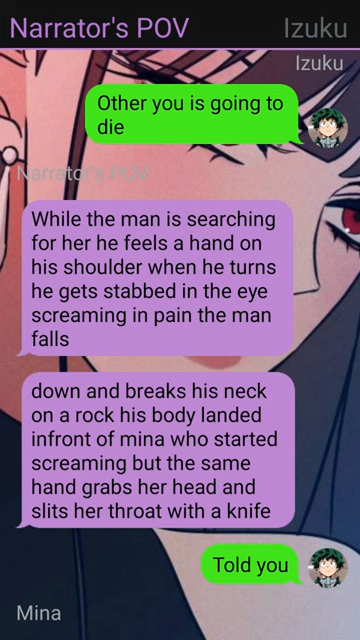 Narrator's POV
Izuku
Izuku
Other you is going to
die
Narrator's POV
While the man is searching
for her he feels a hand on
his shoulder when he turns
he gets stabbed in the eye
screaming in pain the man
falls
down and breaks his neck
on a rock his body landed
infront of mina who started
screaming but the same
hand grabs her head and
slits her throat with a knife
Told you
Mina